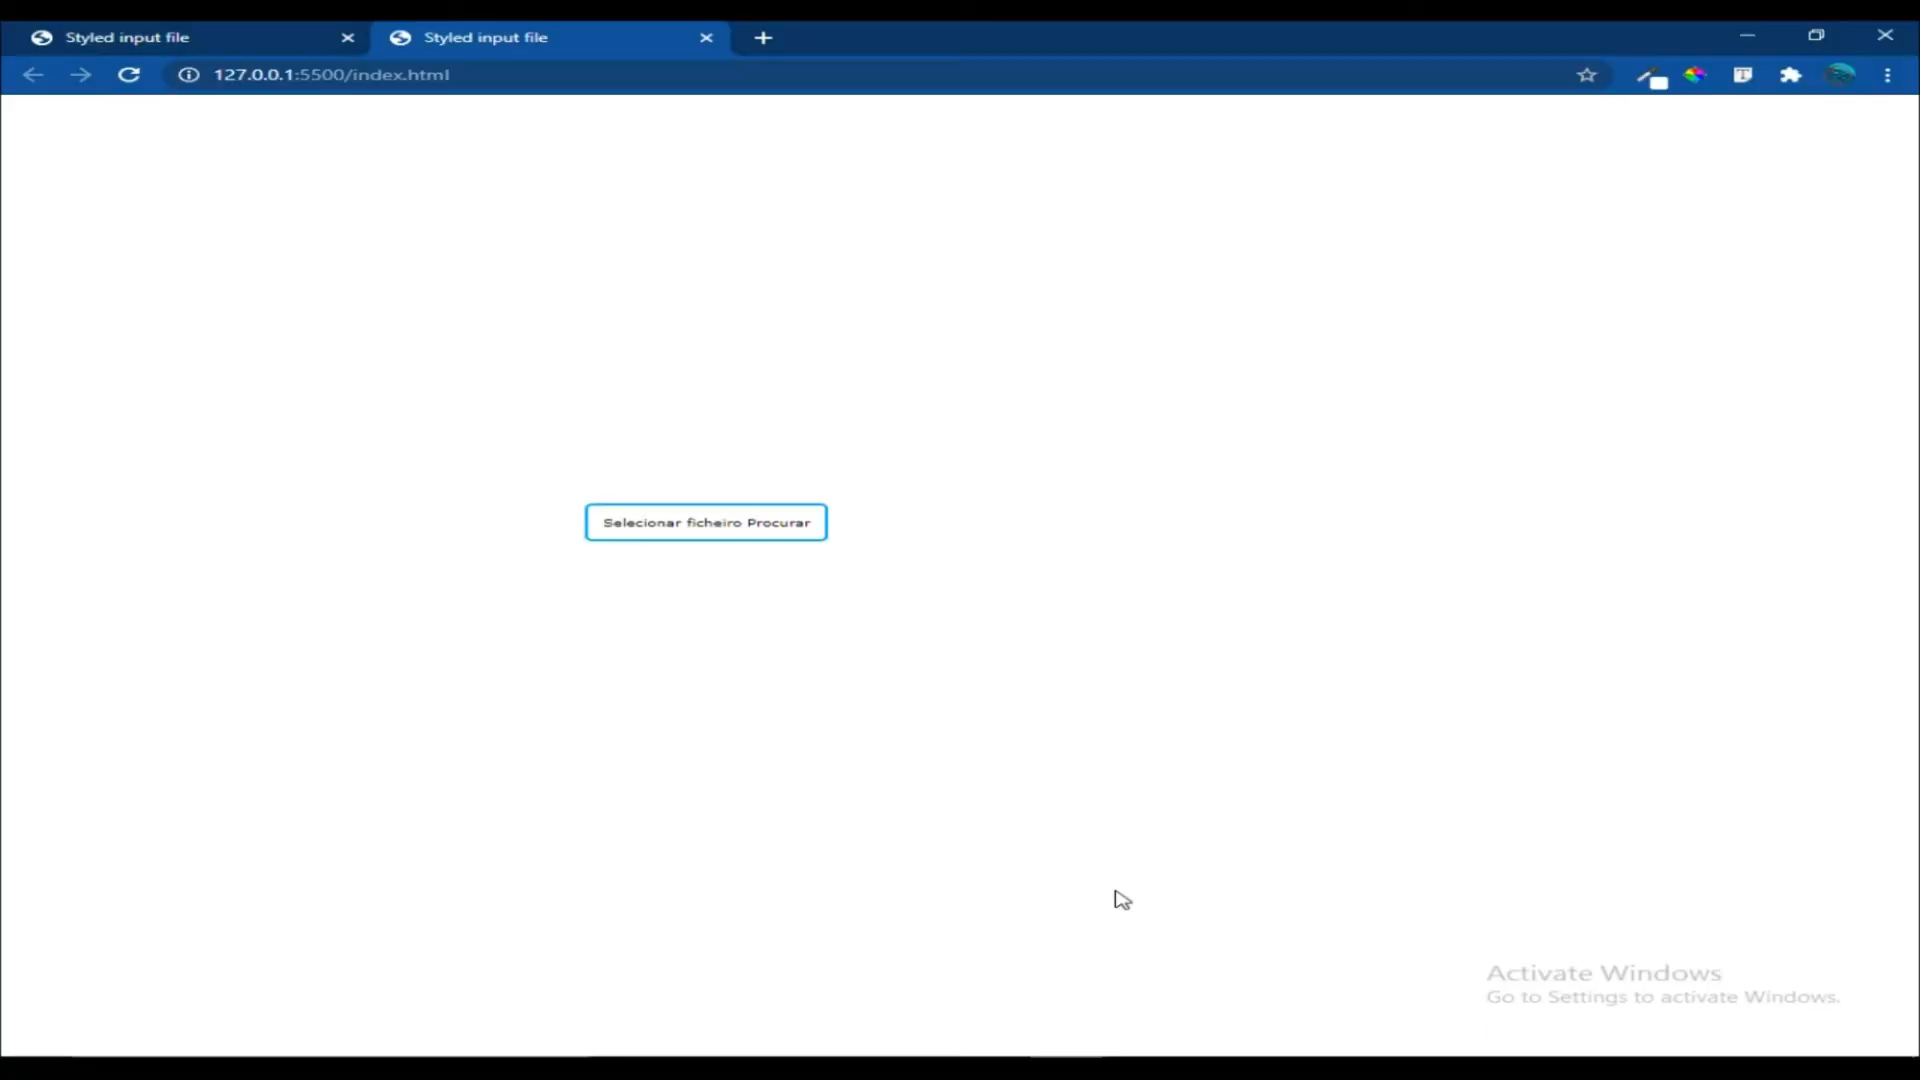 Styled input file
Styled input file
127.0.0.1:5500/index.html
Selecionar ficheiro Procurar
Activate Windows
Go to Settings to activate Windows.